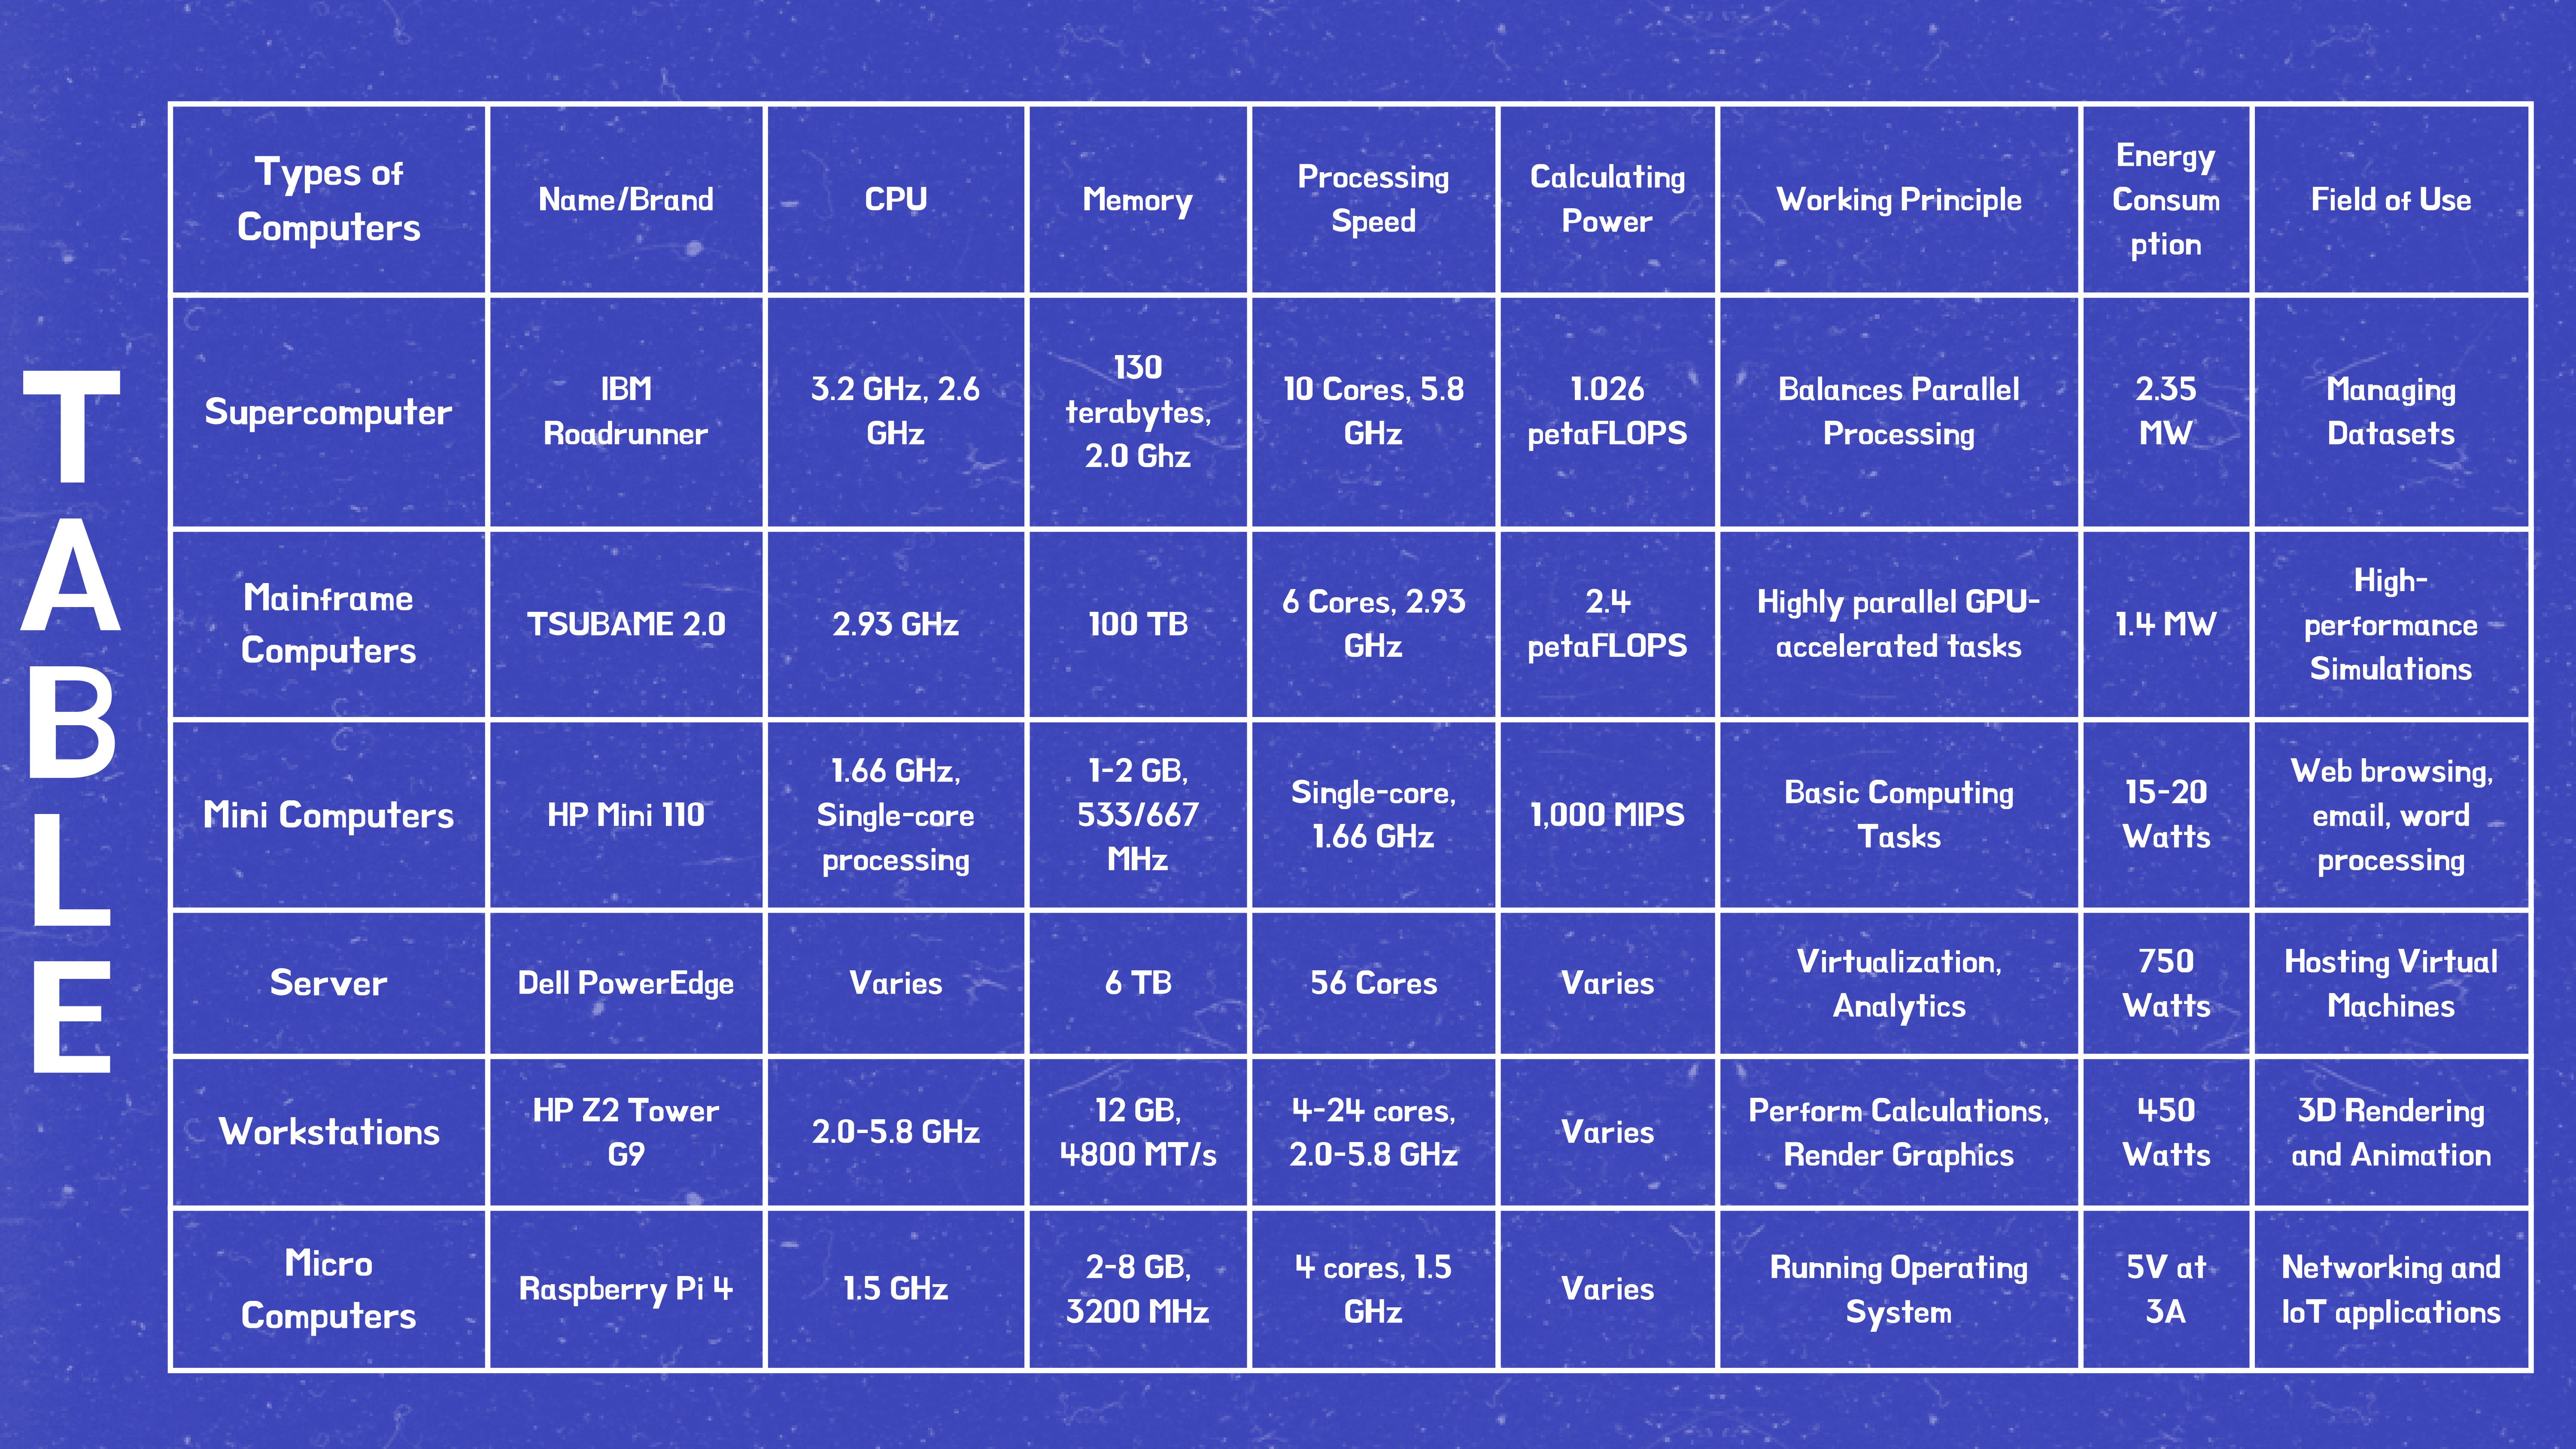 TABLE
Types of
Computers
Name/Brand
CPU
Memory
Processing
Speed
Calculating
Power
Working Principle
Energy
Consum
ption
Field of Use
Supercomputer
IBM
Roadrunner
3.2 GHz, 2.6
GHz
130
terabytes,
2.0 Ghz
10 Cores, 5.8
GHz
1.026
petaFLOPS
Balances Parallel
Processing
2.35
MW
Managing
Datasets
Mainframe
Computers
TSUBAME 2.0
2.93 GHz
100 TB
6 Cores, 2.93
GHz
2.4
petaFLOPS
Highly parallel GPU-
accelerated tasks
1.4 MW
High-
performance
Simulations
Mini Computers
HP Mini 110
1.66 GHz,
Single-core
processing
1-2 GB,
533/667
MHz
Single-core,
1.66 GHz
1,000 MIPS
Basic Computing
Tasks
15-20
Watts
Web browsing,
email, word
processing
Server
Dell PowerEdge
Varies
6 TB
56 Cores
Varies
Virtualization,
Analytics
750
Watts
Hosting Virtual
Machines
Workstations
HP Z2 Tower
G9
2.0-5.8 GHz
12 GB,
4800 MT/s
4-24 cores,
2.0-5.8 GHz
Varies
Perform Calculations,
Render Graphics
450
Watts
3D Rendering
and Animation
Micro
Computers
Raspberry Pi 4
1.5 GHz
2-8 GB,
3200 MHz
4 cores, 1.5
GHz
Varies
Running Operating
System
5V at
3A
Networking and
IoT applications